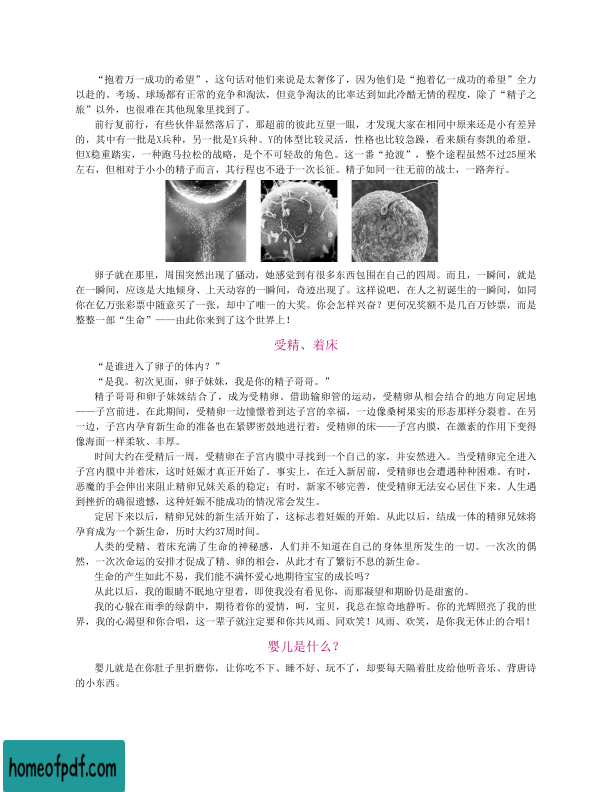 “抱着万一成功的希望”，这句话对他们来说是太奢侈了，因为他们是“抱着亿一成功的希望”全力
以赴的。考场、球场都有正常的竞争和淘汰，但竞争淘汰的比率达到如此冷酷无情的程度，除了“精子之
旅”以外，也很难在其他现象里找到了。
前行复前行，有些伙伴显然落后了，那超前的彼此互望一眼，才发现大家在相同中原来还是小有差异
的，其中有一批是X兵种，另一批是Y兵种。Y的体型比较灵活，性格也比较急躁，看来颇有奏凯的希望。
但X稳重踏实，一种跑马拉松的战略，是个不可轻敌的角色。这一番“抢渡”，整个途程虽然不过25厘米
左右，但相对于小小的精子而言，其行程也不逊于一次长征。精子如同一往无前的战士，一路奔行。
卵子就在那里，周围突然出现了骚动，她感觉到有很多东西包围在自己的四周。而且，一瞬间，就是
在一瞬间，应该是大地倾身、上天动容的一瞬间，奇迹出现了。这样说吧，在人之初诞生的一瞬间，如同
你在亿万张彩票中随意买了一张，却中了唯一的大奖。你会怎样兴奋？更何况奖额不是几百万钞票，而是
整整一部“生命”——由此你来到了这个世界上！
受精、着床
“是谁进入了卵子的体内？”
“是我。初次见面，卵子妹妹，我是你的精子哥哥。”
精子哥哥和卵子妹妹结合了，成为受精卵。借助输卵管的运动，受精卵从相会结合的地方向定居地
——子宫前进。在此期间，受精卵一边憧憬着到达子宫的幸福，一边像桑树果实的形态那样分裂着。在另
一边，子宫内孕育新生命的准备也在紧锣密鼓地进行着：受精卵的床——子宫内膜，在激素的作用下变得
像海面一样柔软、丰厚。
时间大约在受精后一周，受精卵在子宫内膜中寻找到一个自己的家，并安然进入。当受精卵完全进入
子宫内膜中并着床，这时妊娠才真正开始了。事实上，在迁入新居前，受精卵也会遭遇种种困难。有时，
恶魔的手会伸出来阻止精卵兄妹关系的稳定；有时，新家不够完善，使受精卵无法安心居住下来。人生遇
到挫折的确很遗憾，这种妊娠不能成功的情况常会发生。
定居下来以后，精卵兄妹的新生活开始了，这标志着妊娠的开始。从此以后，结成一体的精卵兄妹将
孕育成为一个新生命，历时大约37周时间。
人类的受精、着床充满了生命的神秘感，人们并不知道在自己的身体里所发生的一切。一次次的偶
然，一次次命运的安排才促成了精、卵的相会，从此才有了繁衍不息的新生命。
生命的产生如此不易，我们能不满怀爱心地期待宝宝的成长吗？
从此以后，我的眼睛不眠地守望着，即使我没有看见你，而那凝望和期盼仍是甜蜜的。
我的心躲在雨季的绿荫中，期待着你的爱情，呵，宝贝，我总在惊奇地静听。你的光辉照亮了我的世
界，我的心渴望和你合唱，这一辈子就注定要和你共风雨、同欢笑！风雨、欢笑，是你我无休止的合唱！
婴儿是什么？
婴儿就是在你肚子里折磨你，让你吃不下、睡不好、玩不了，却要每天隔着肚皮给他听音乐、背唐诗
的小东西。
homeofpdf.com